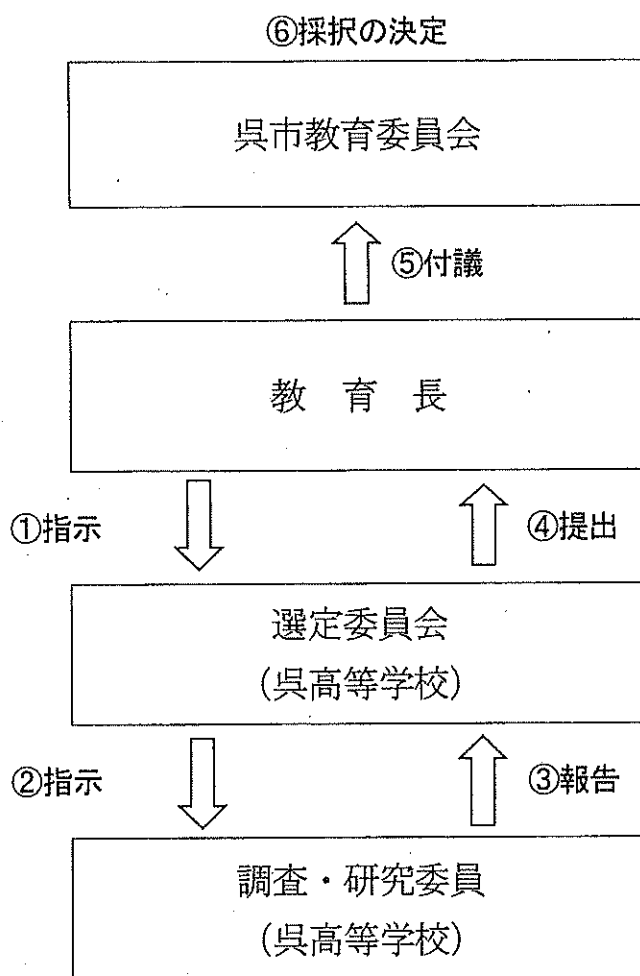 ⑥採択の決定
呉市教育委員会
⑤付議
教　育　長
①指示
④提出
選定委員会
(呉高等学校)
②指示
③報告
調査・研究委員
(呉高等学校)